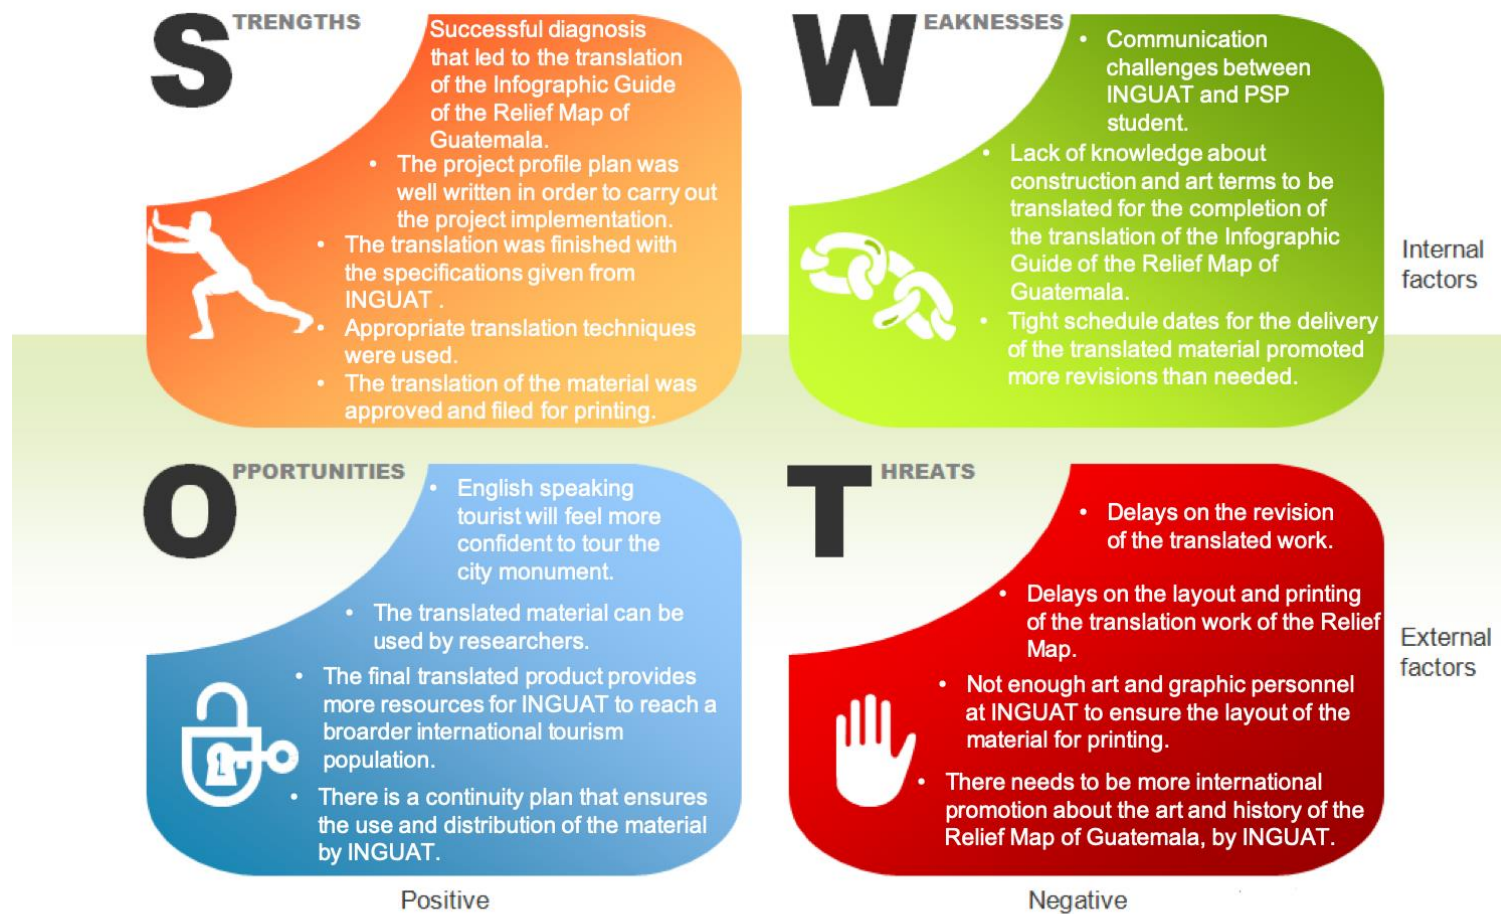 STRENGTHS
Successful diagnosis
that led to the translation
of the Infographic Guide
of the Relief Map of
Guatemala.
• The project profile plan was
well written in order to carry out
the project implementation.
• The translation was finished with
the specifications given from
INGUAT .
• Appropriate translation techniques
were used.
• The translation of the material was
approved and filed for printing.
WEAKNESSES
• Communication
challenges between
INGUAT and PSP
student.
• Lack of knowledge about
construction and art terms to be
translated for the completion of
the translation of the Infographic
Guide of the Relief Map of
Guatemala.
• Tight schedule dates for the delivery
of the translated material promoted
more revisions than needed.
Internal
factors
OPPORTUNITIES
• English speaking
tourist will feel more
confident to tour the
city monument.
• The translated material can be
used by researchers.
• The final translated product provides
more resources for INGUAT to reach a
broarder international tourism
population.
• There is a continuity plan that ensures
the use and distribution of the material
by INGUAT.
THREATS
• Delays on the revision
of the translated work.
• Delays on the layout and printing
of the translation work of the Relief
Map.
• Not enough art and graphic personnel
at INGUAT to ensure the layout of the
material for printing.
• There needs to be more international
promotion about the art and history of the
Relief Map of Guatemala, by INGUAT.
External
factors
Positive
Negative